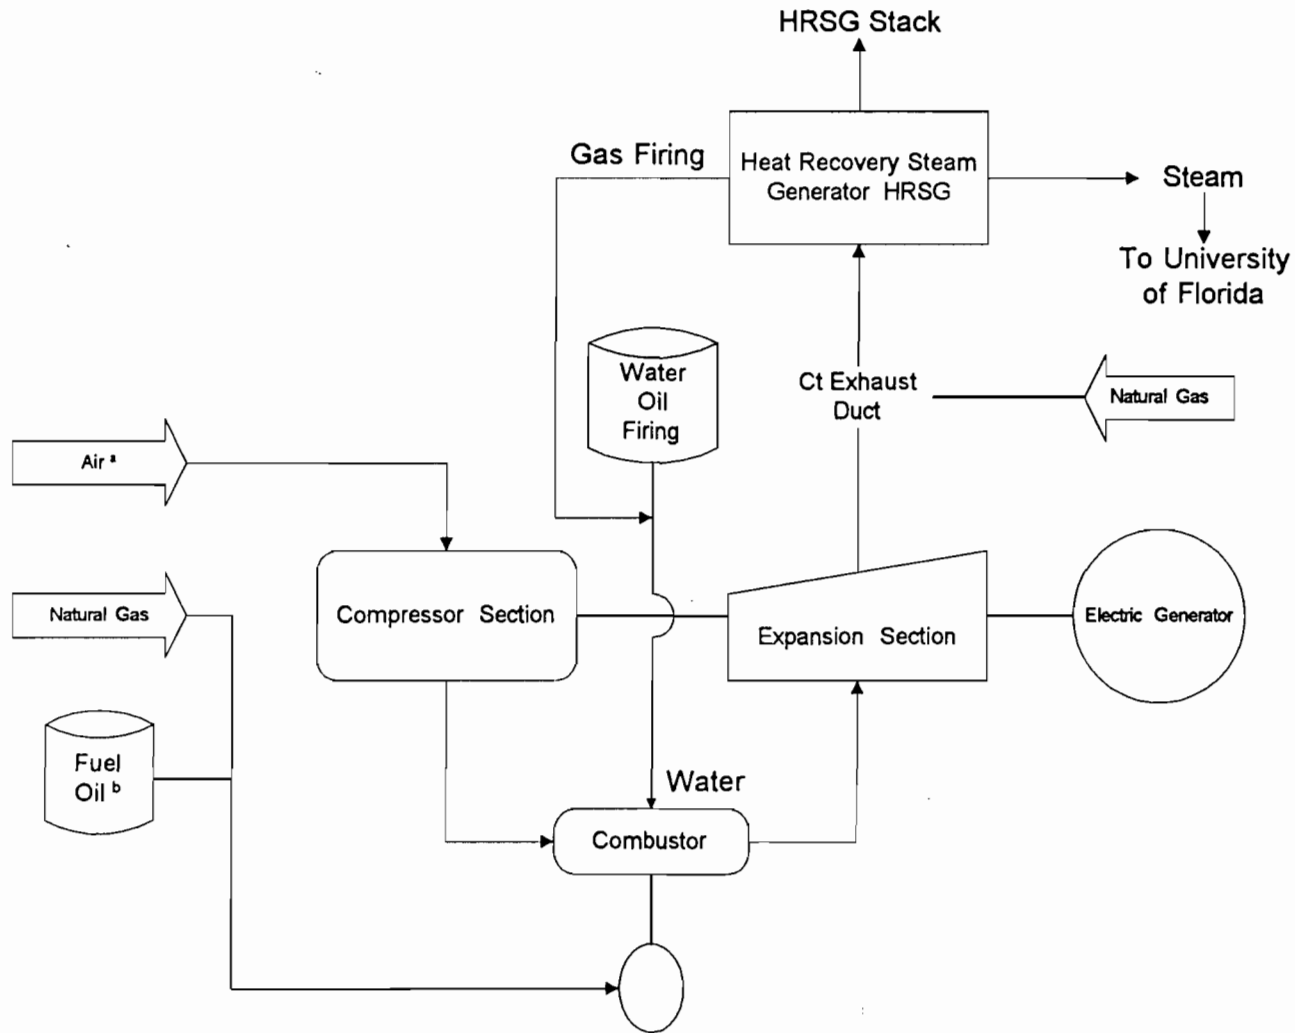 HRSG Stack
Gas Firing
Heat Recovery Steam
Generator HRSG
Steam
To University
of Florida
Water
Oil
Firing
Ct Exhaust
Duct
Natural Gas
Air ª
Natural Gas
Compressor Section
Expansion Section
Electric Generator
Fuel
Oil ᵇ
Water
Combustor